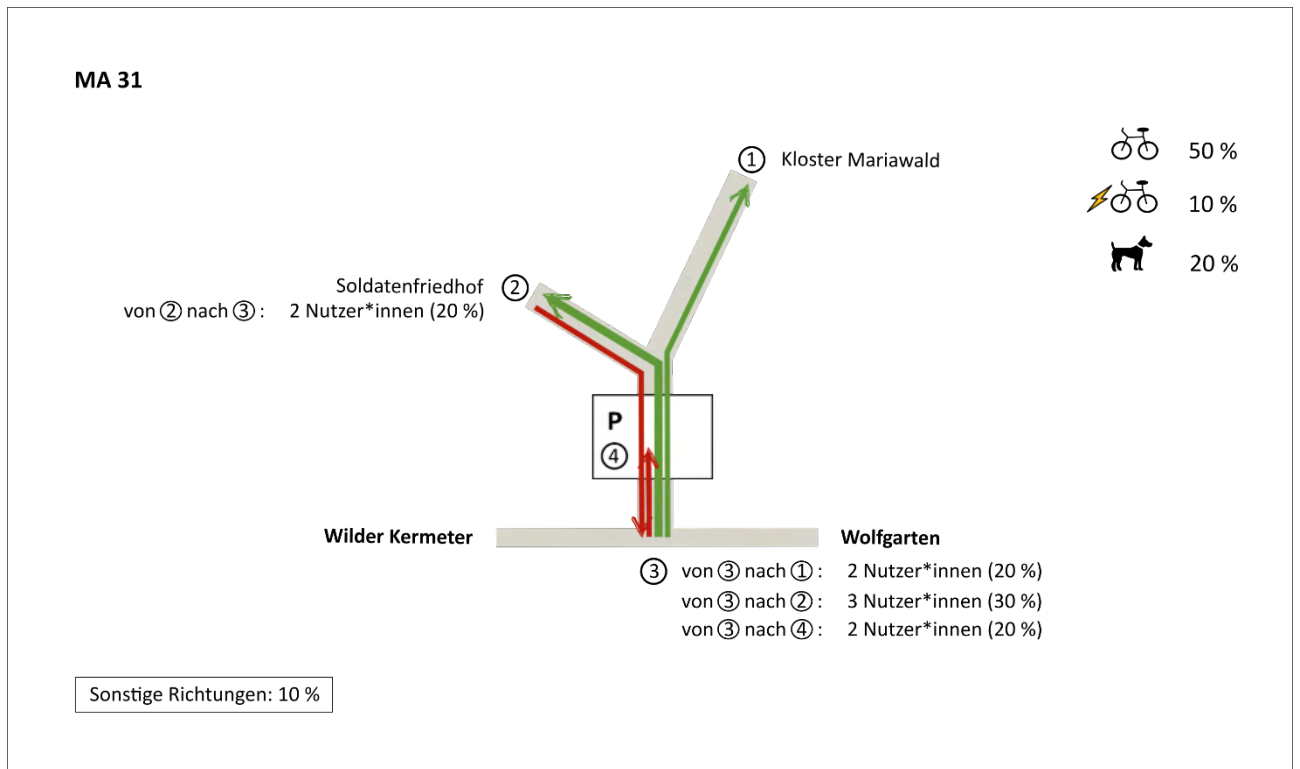 MA 31
① Kloster Mariawald
50 %
10 %
20 %
Soldatenfriedhof ②
von ② nach ③ : 2 Nutzer*innen (20 %)
P
④
Wilder Kermeter
Wolfgarten
③ von ③ nach ① : 2 Nutzer*innen (20 %)
von ③ nach ② : 3 Nutzer*innen (30 %)
von ③ nach ④ : 2 Nutzer*innen (20 %)
Sonstige Richtungen: 10 %